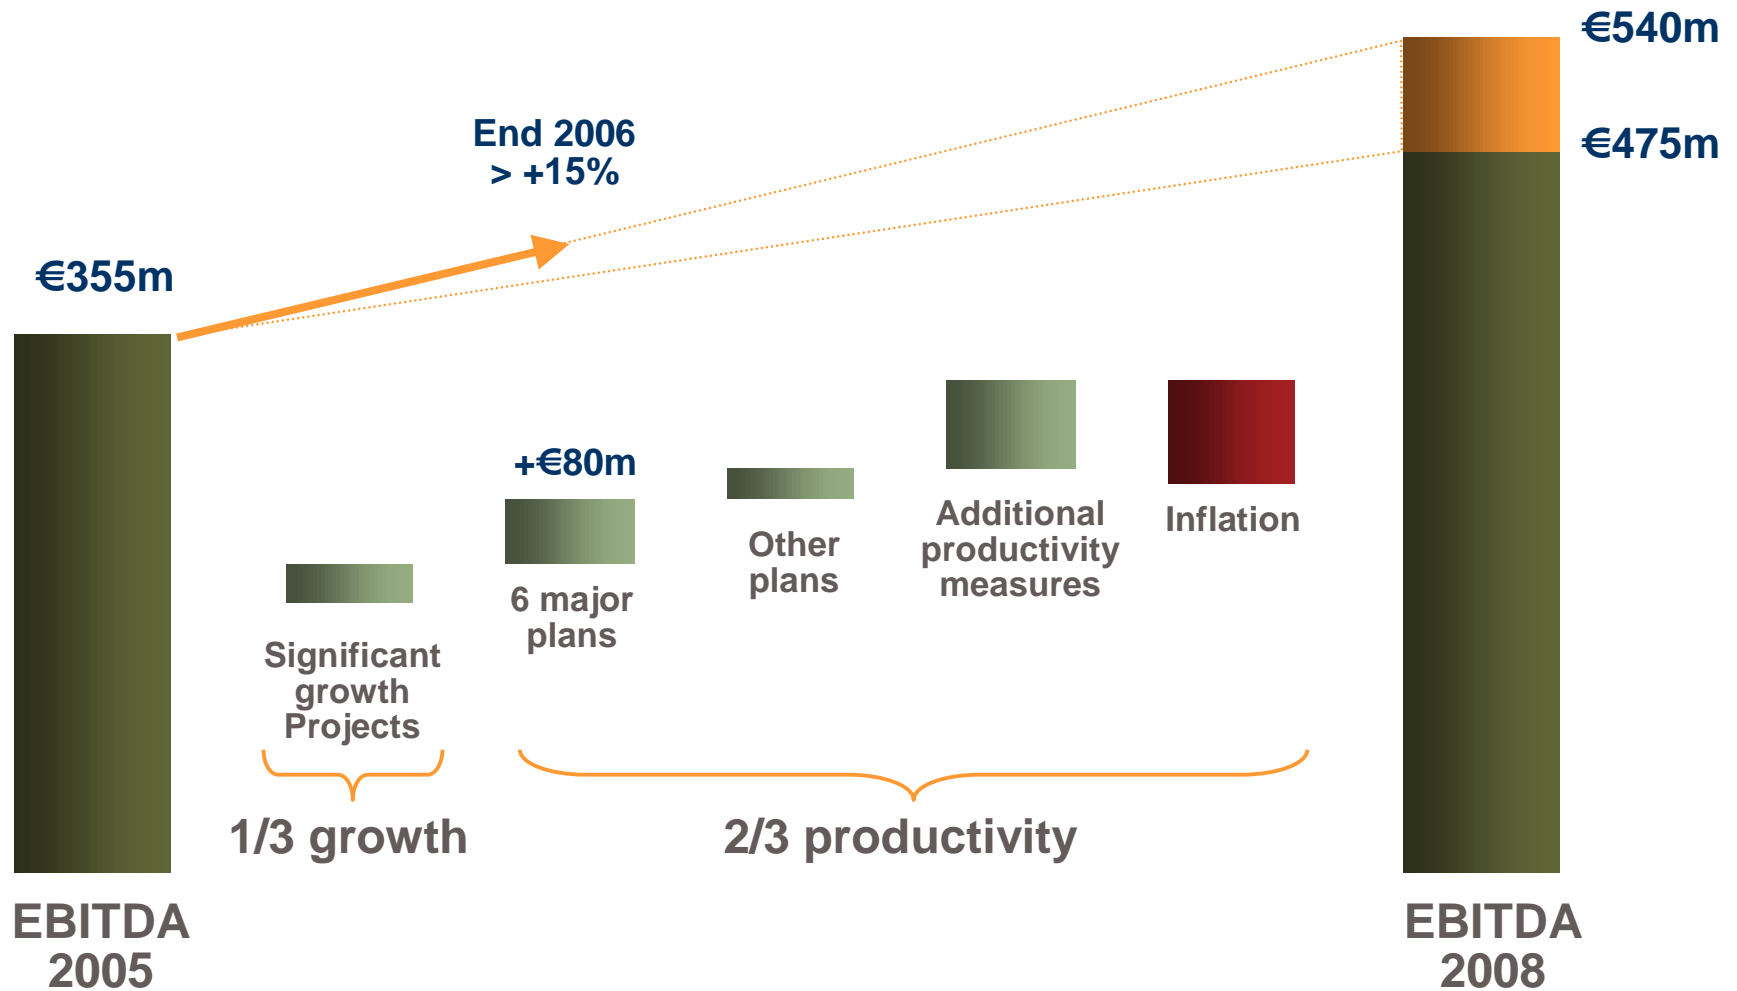 €540m
€475m
End 2006
> +15%
€355m
+€80m
Significant
growth
Projects
6 major
plans
Other
plans
Additional
productivity
measures
Inflation
1/3 growth
2/3 productivity
EBITDA
2005
EBITDA
2008